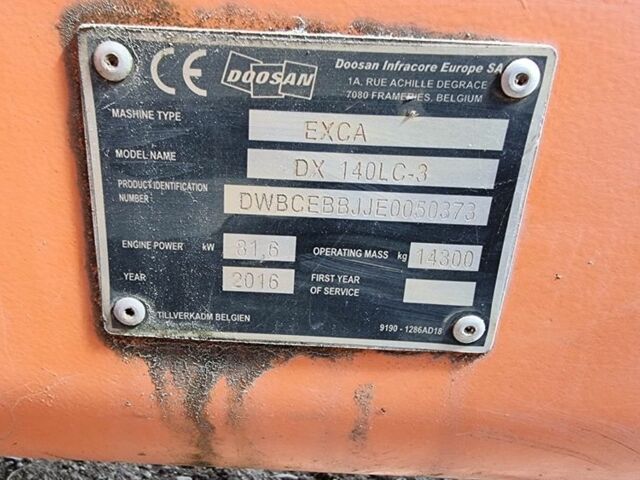 CE DOOSAN Doosan Infracore Europe SA
1A, RUE ACHILLE DEGRACE
7080 FRAMERIES, BELGIUM
MASHINE TYPE EXCA
MODEL NAME DX 140LC-3
PRODUCT IDENTIFICATION
NUMBER DWBCEBBJJE0050373
ENGINE POWER kW 81,6 OPERATING MASS kg 14300
YEAR 2016 FIRST YEAR
OF SERVICE
TILLVERKADM BELGIEN
9190 - 1286AD18